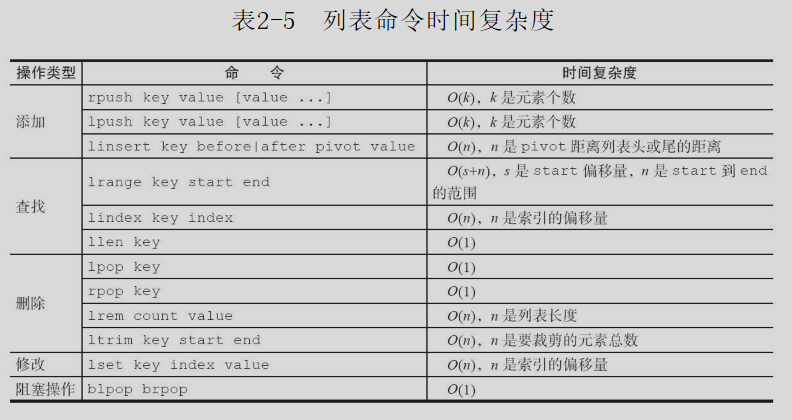 表2-5 列表命令时间复杂度
操作类型 命 令 时间复杂度
添加 rpush key value [value ...] O(k)，k 是元素个数
lpush key value [value ...] O(k)，k 是元素个数
linsert key before|after pivot value O(n)，n 是 pivot 距离列表头或尾的距离
查找 lrange key start end O(s+n)，s 是 start 偏移量，n 是 start 到 end
的范围
lindex key index O(n)，n 是索引的偏移量
llen key O(1)
删除 lpop key O(1)
rpop key O(1)
lrem count value O(n)，n 是列表长度
ltrim key start end O(n)，n 是要裁剪的元素总数
修改 lset key index value O(n)，n 是索引的偏移量
阻塞操作 blpop brpop O(1)